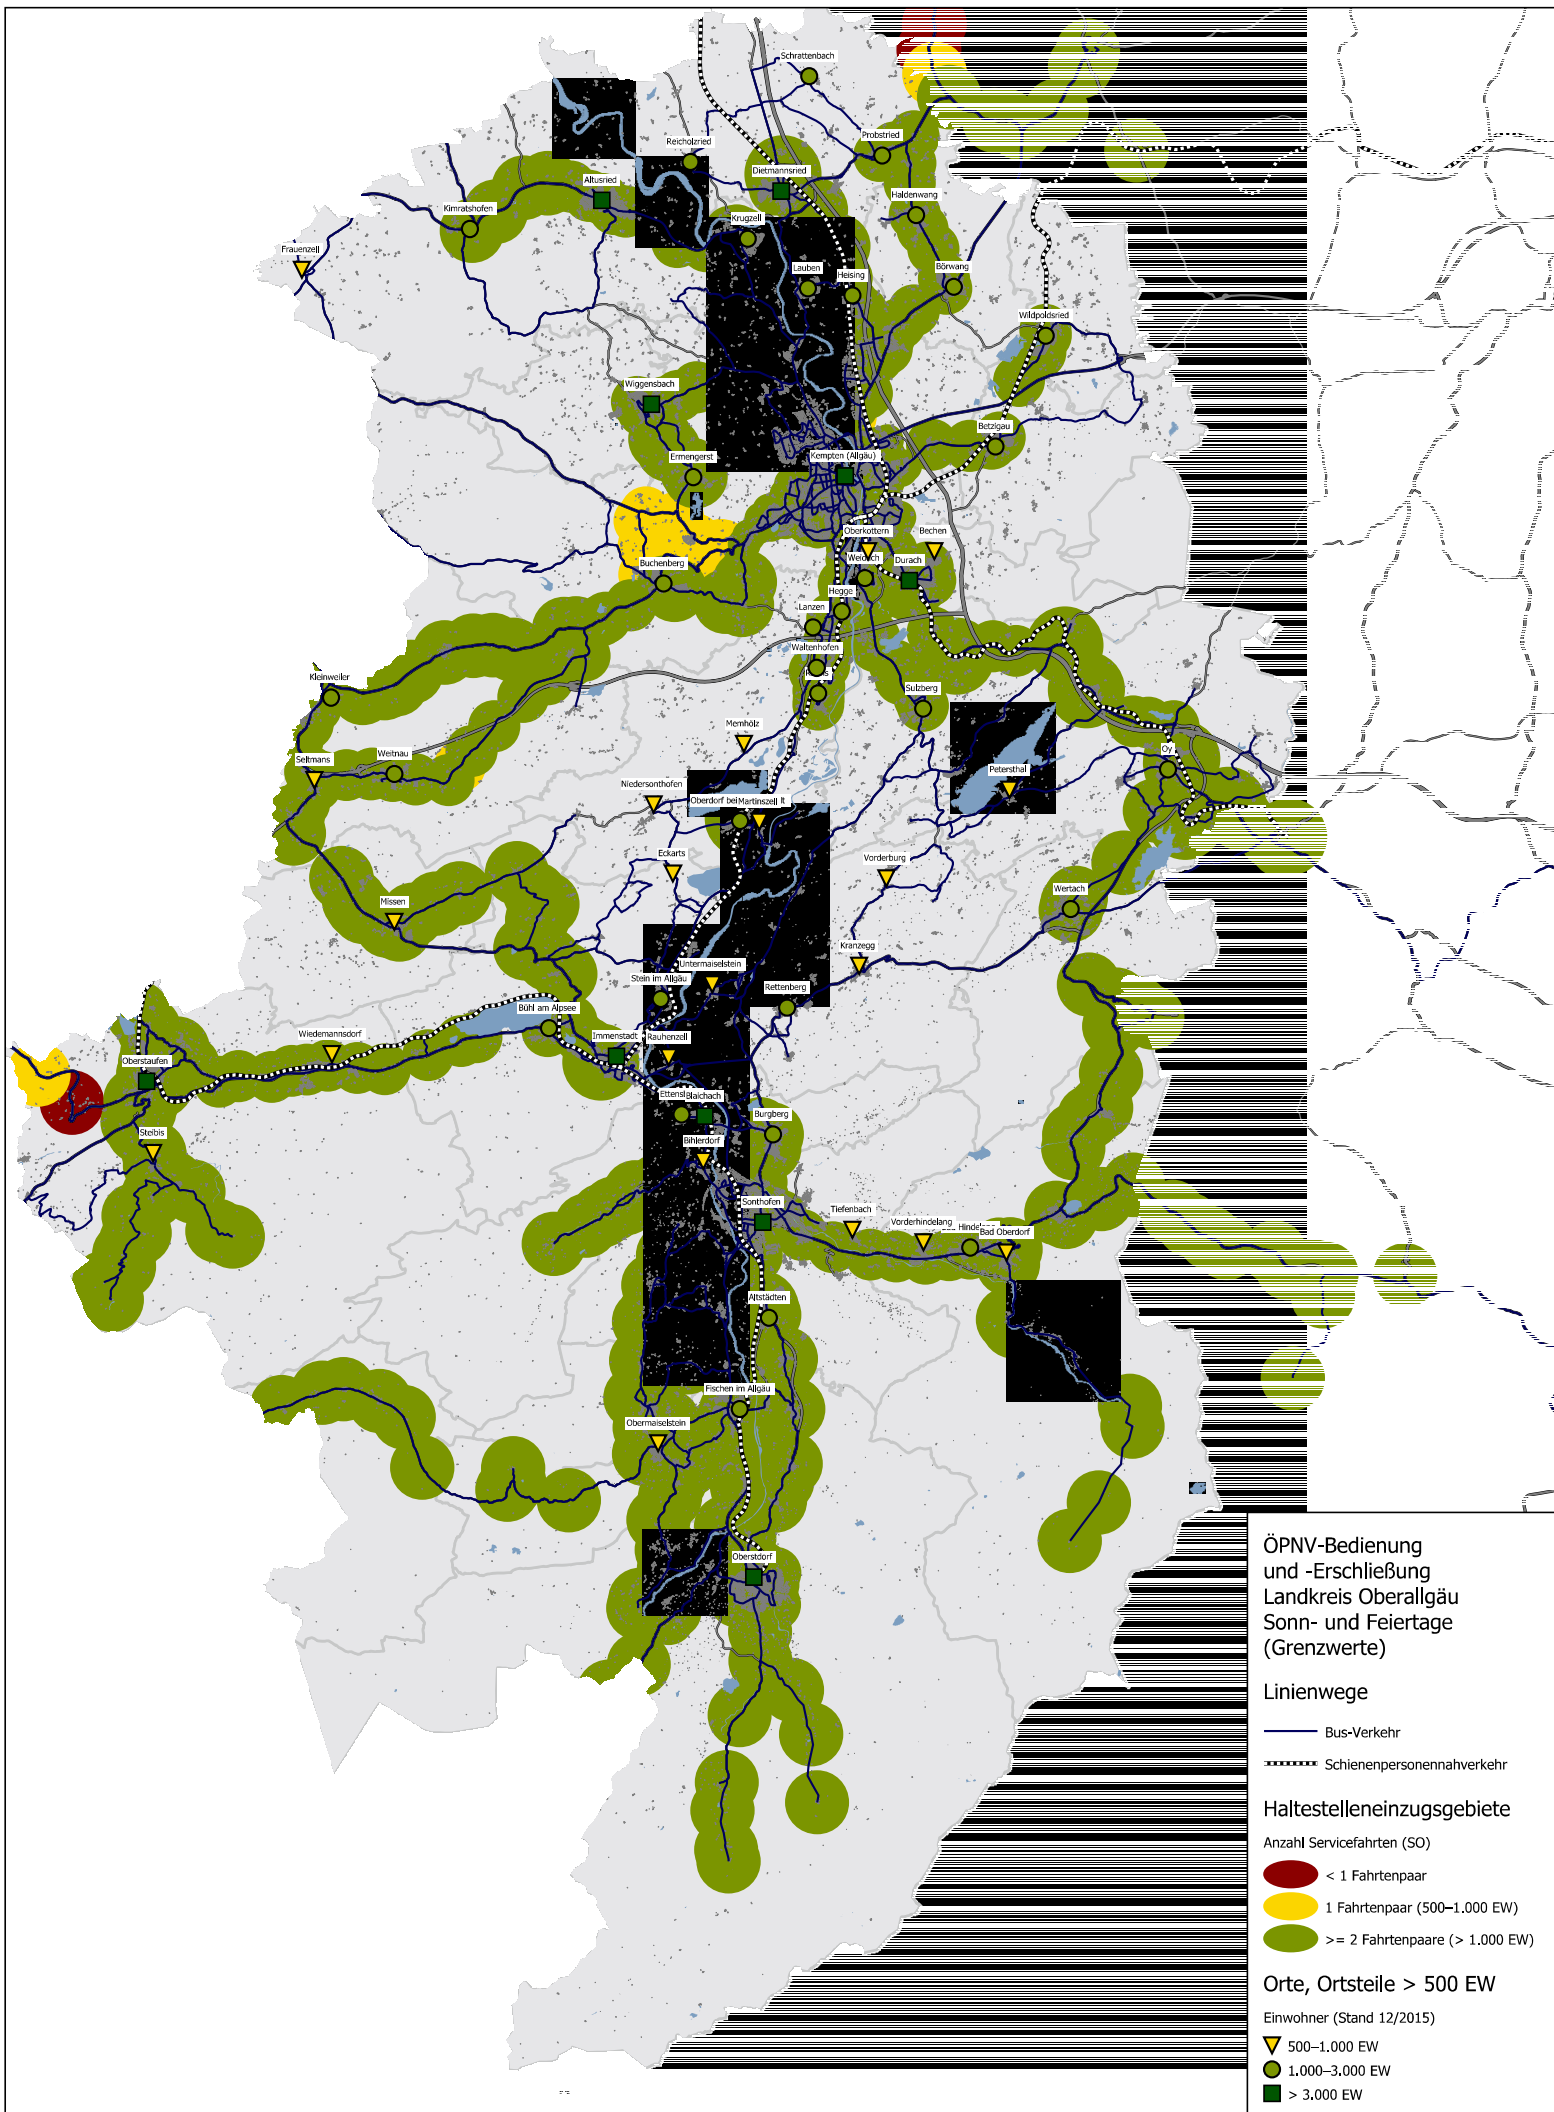 Schrattenbach
Probstried
Reicholzried
Dietmannsried
Altusried
Kimratshofen
Haldenwang
Krugzell
Frauenzell
Lauben
Heising
Börwang
Wildpoldsried
Wiggensbach
Betzigau
Ermengerst
Kempten (Allgäu)
Oberkottern
Bechen
Buchenberg
Durach
Hegge
Lanzen
Waltenhofen
Kleinweiler
Sulzberg
Memhölz
Weitnau
Seltmans
Oy
Petersthal
Niedersonthofen
Oberdorf bei
Martinszell
Eckarts
Vorderburg
Missen
Wertach
Kranzegg
Untermaiselstein
Stein im Allgäu
Rettenberg
Bühl am Alpsee
Wiedemannsdorf
Immenstadt
Rauhenzell
Oberstaufen
Blaichach
Burgberg
Steibis
Bihlerdorf
Sonthofen
Tiefenbach
Vorderhindelang
Bad Oberdorf
Altstädten
Fischen im Allgäu
Obermaiselstein
Oberstdorf
ÖPNV-Bedienung
und -Erschließung
Landkreis Oberallgäu
Sonn- und Feiertage
(Grenzwerte)
Linienwege
Bus-Verkehr
Schienenpersonennahverkehr
Haltestelleneinzugsgebiete
Anzahl Servicefahrten (SO)
< 1 Fahrtenpaar
1 Fahrtenpaar (500–1.000 EW)
>= 2 Fahrtenpaare (> 1.000 EW)
Orte, Ortsteile > 500 EW
Einwohner (Stand 12/2015)
500–1.000 EW
1.000–3.000 EW
> 3.000 EW